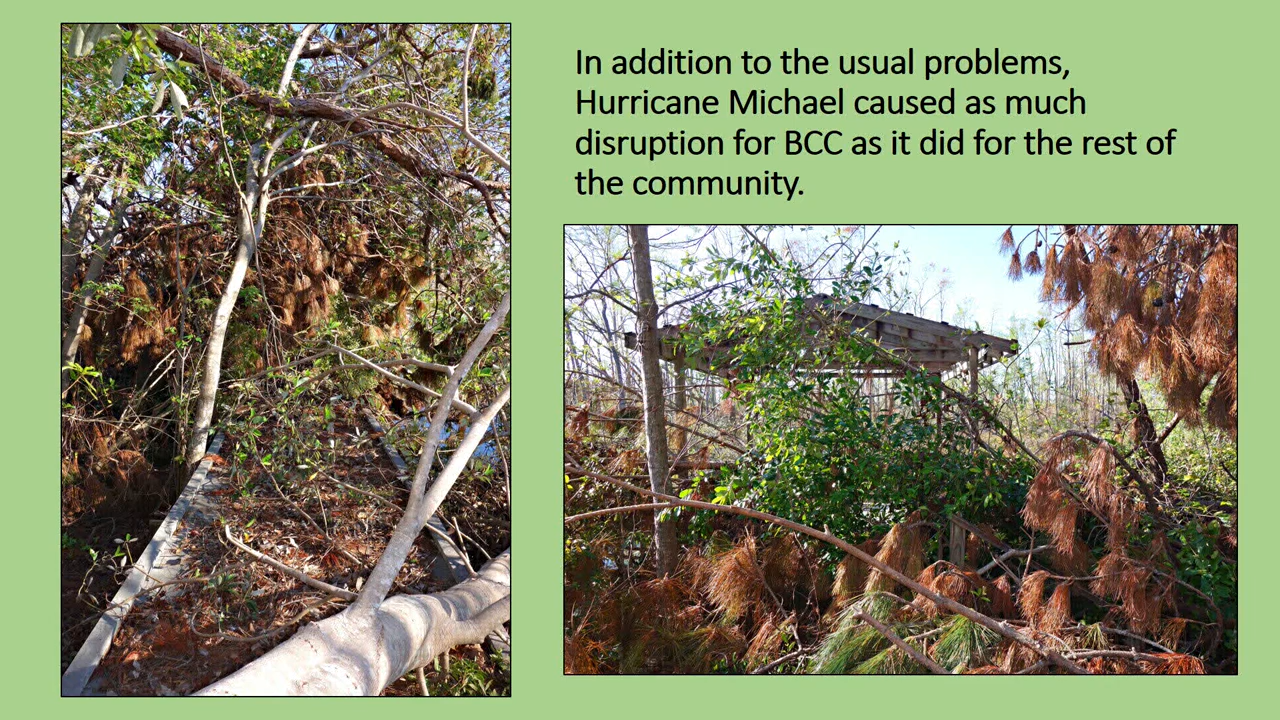 In addition to the usual problems,
Hurricane Michael caused as much
disruption for BCC as it did for the rest of
the community.